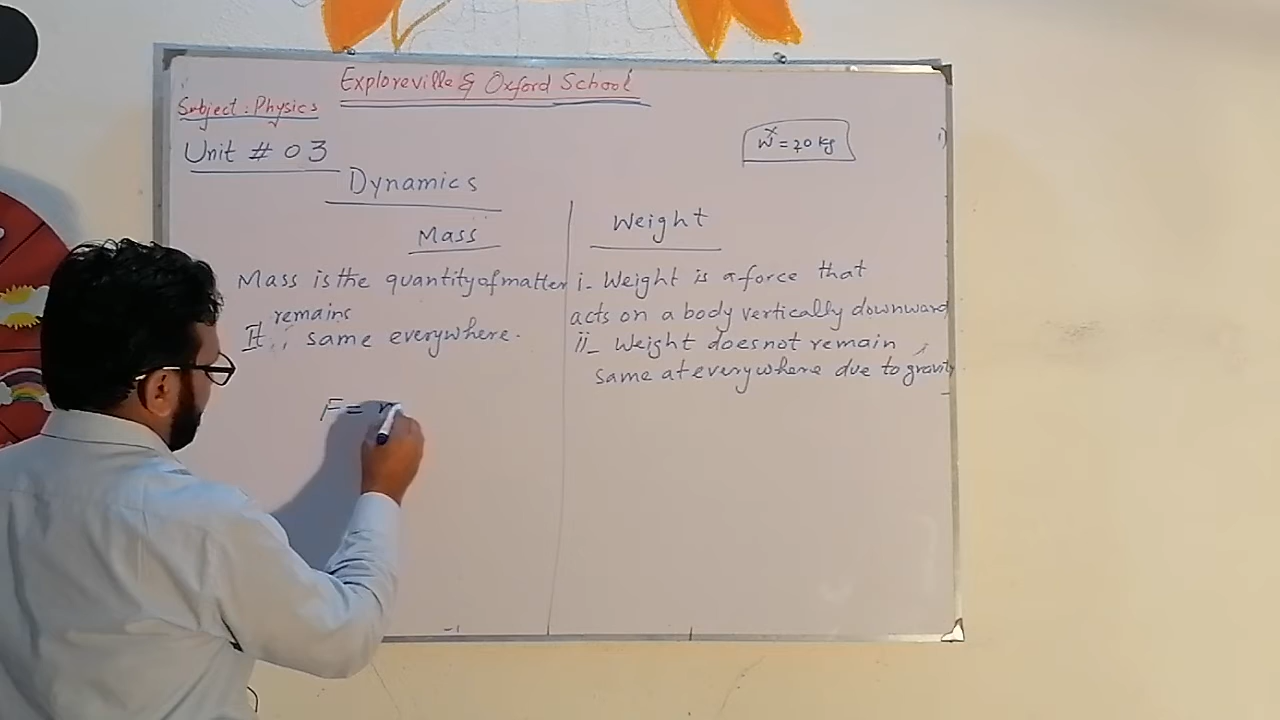 Exploreville & Oxford School
Subject: Physics
Unit # 03
W = 70 kg
x
i)
Dynamics
Mass
Weight
Mass is the quantity of matter
It remains same everywhere.
i- Weight is a force that
acts on a body vertically downward
ii- Weight does not remain
same at everywhere due to gravity
F =